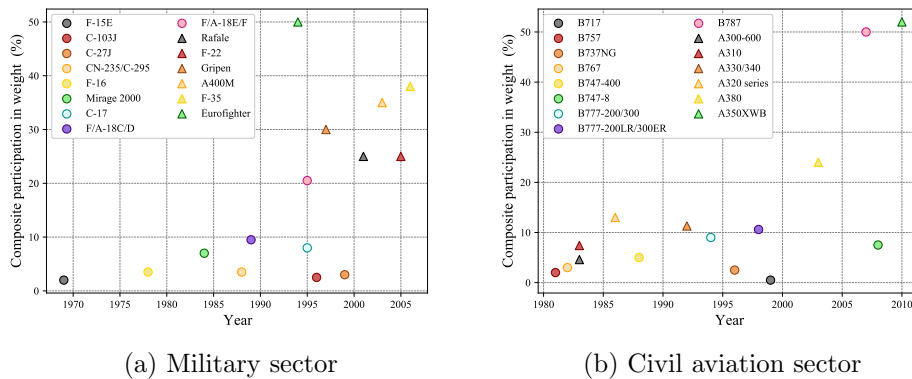 F-15E
C-103J
C-27J
CN-235/C-295
F-16
Mirage 2000
C-17
F/A-18C/D
F/A-18E/F
Rafale
F-22
Gripen
A400M
F-35
Eurofighter
50
40
30
20
10
0
Composite participation in weight (%)
1970 1975 1980 1985 1990 1995 2000 2005
Year
(a) Military sector
B717
B757
B737NG
B767
B747-400
B747-8
B777-200/300
B777-200LR/300ER
B787
A300-600
A310
A330/340
A320 series
A380
A350XWB
50
40
30
20
10
0
Composite participation in weight (%)
1980 1985 1990 1995 2000 2005 2010
Year
(b) Civil aviation sector